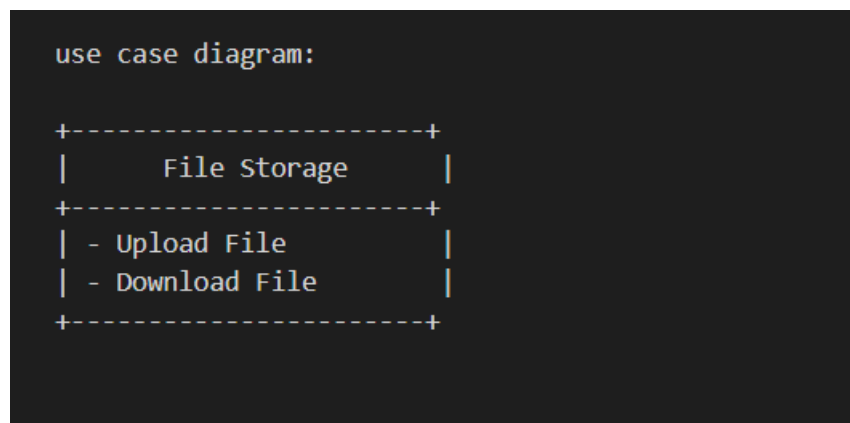 use case diagram:
+-----------------------+
|      File Storage      |
+-----------------------+
| - Upload File          |
| - Download File        |
+-----------------------+